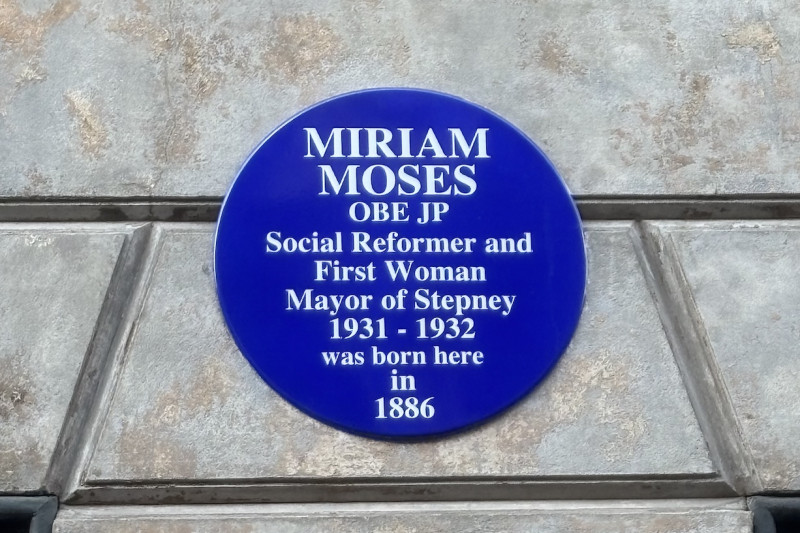 MIRIAM
MOSES
OBE JP
Social Reformer and
First Woman
Mayor of Stepney
1931 - 1932
was born here
in
1886